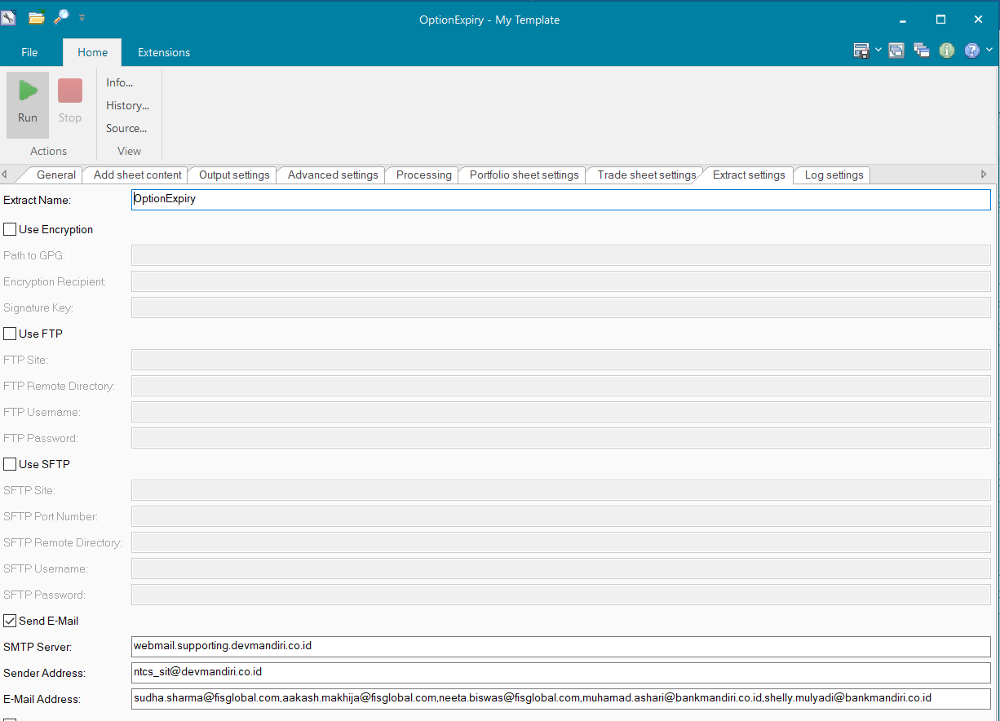 OptionExpiry - My Template
File Home Extensions
Run Stop
Info...
History...
Source...
Actions View
General Add sheet content Output settings Advanced settings Processing Portfolio sheet settings Trade sheet settings Extract settings Log settings
Extract Name: OptionExpiry
Use Encryption
Path to GPG:
Encryption Recipient:
Signature Key:
Use FTP
FTP Site:
FTP Remote Directory:
FTP Username:
FTP Password:
Use SFTP
SFTP Site:
SFTP Port Number:
SFTP Remote Directory:
SFTP Username:
SFTP Password:
Send E-Mail
SMTP Server: webmail.supporting.devmandiri.co.id
Sender Address: ntcs_sit@devmandiri.co.id
E-Mail Address: sudha.sharma@fisglobal.com,aakash.makhija@fisglobal.com,neeta.biswas@fisglobal.com,muhamad.ashari@bankmandiri.co.id,shelly.mulyadi@bankmandiri.co.id